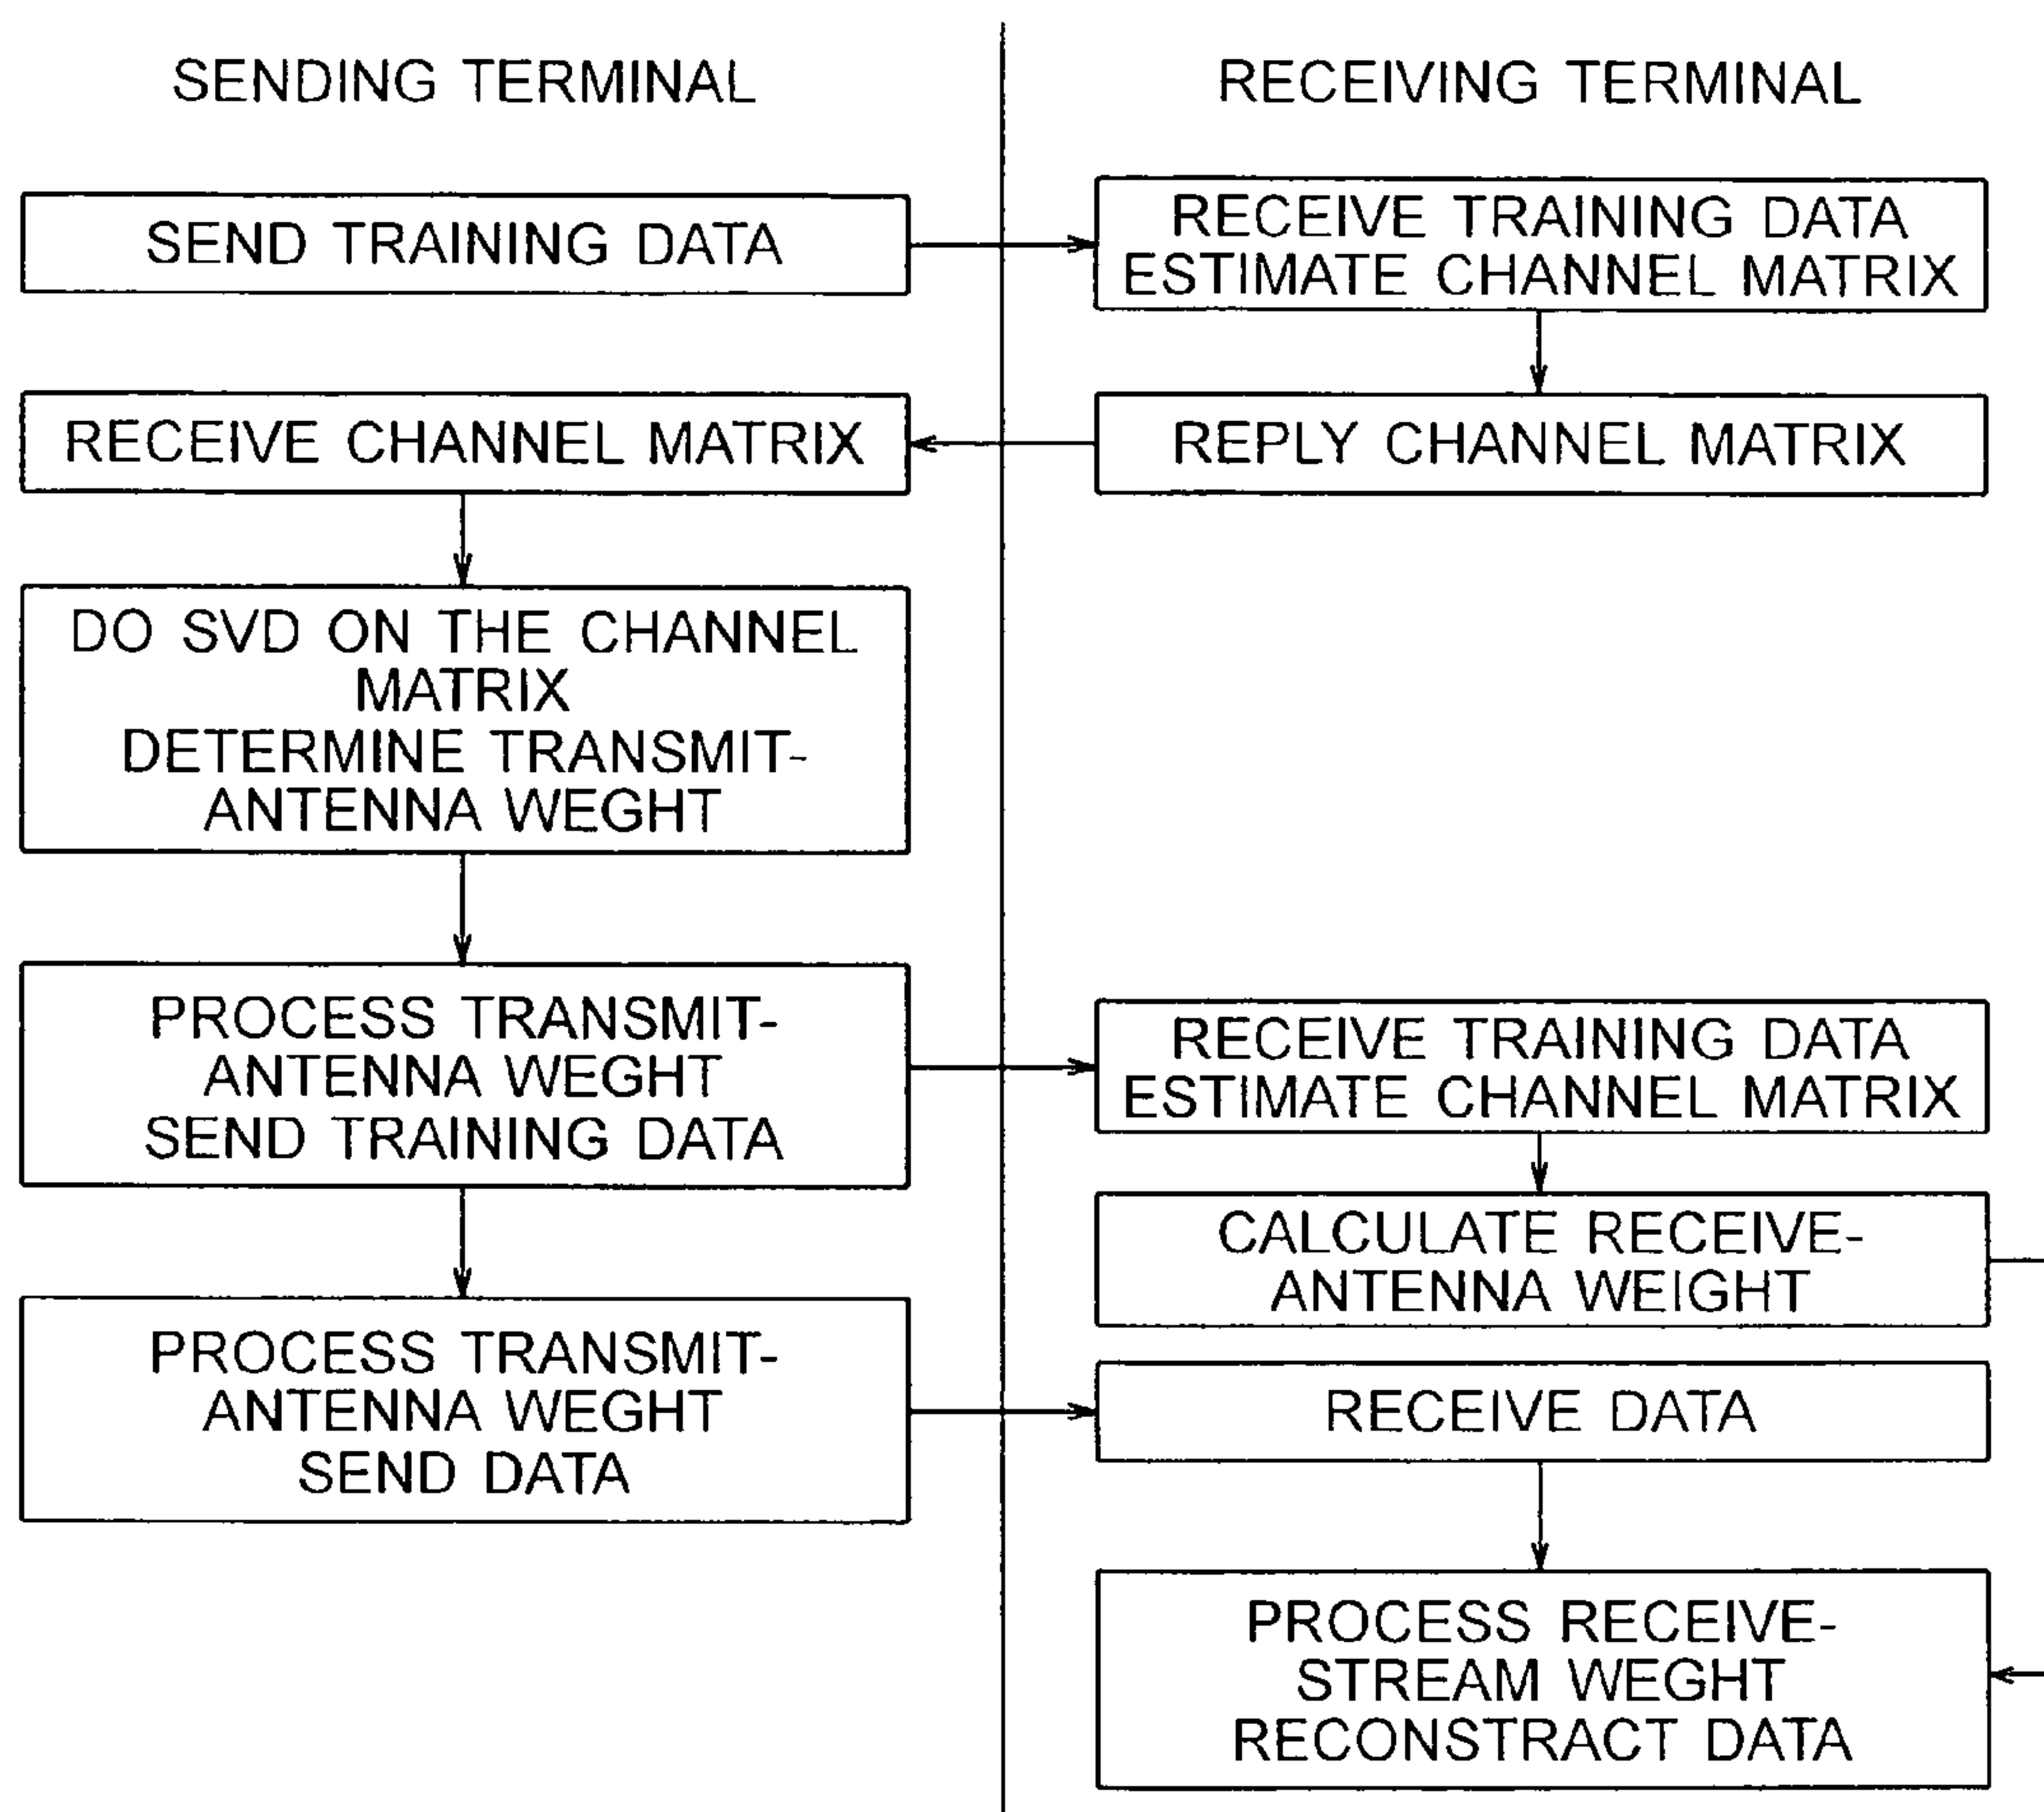 SENDING TERMINAL
RECEIVING TERMINAL
SEND TRAINING DATA
RECEIVE TRAINING DATA
ESTIMATE CHANNEL MATRIX
RECEIVE CHANNEL MATRIX
REPLY CHANNEL MATRIX
DO SVD ON THE CHANNEL
MATRIX
DETERMINE TRANSMIT-
ANTENNA WEGHT
PROCESS TRANSMIT-
ANTENNA WEGHT
SEND TRAINING DATA
RECEIVE TRAINING DATA
ESTIMATE CHANNEL MATRIX
CALCULATE RECEIVE-
ANTENNA WEIGHT
PROCESS TRANSMIT-
ANTENNA WEGHT
SEND DATA
RECEIVE DATA
PROCESS RECEIVE-
STREAM WEGHT
RECONSTRACT DATA